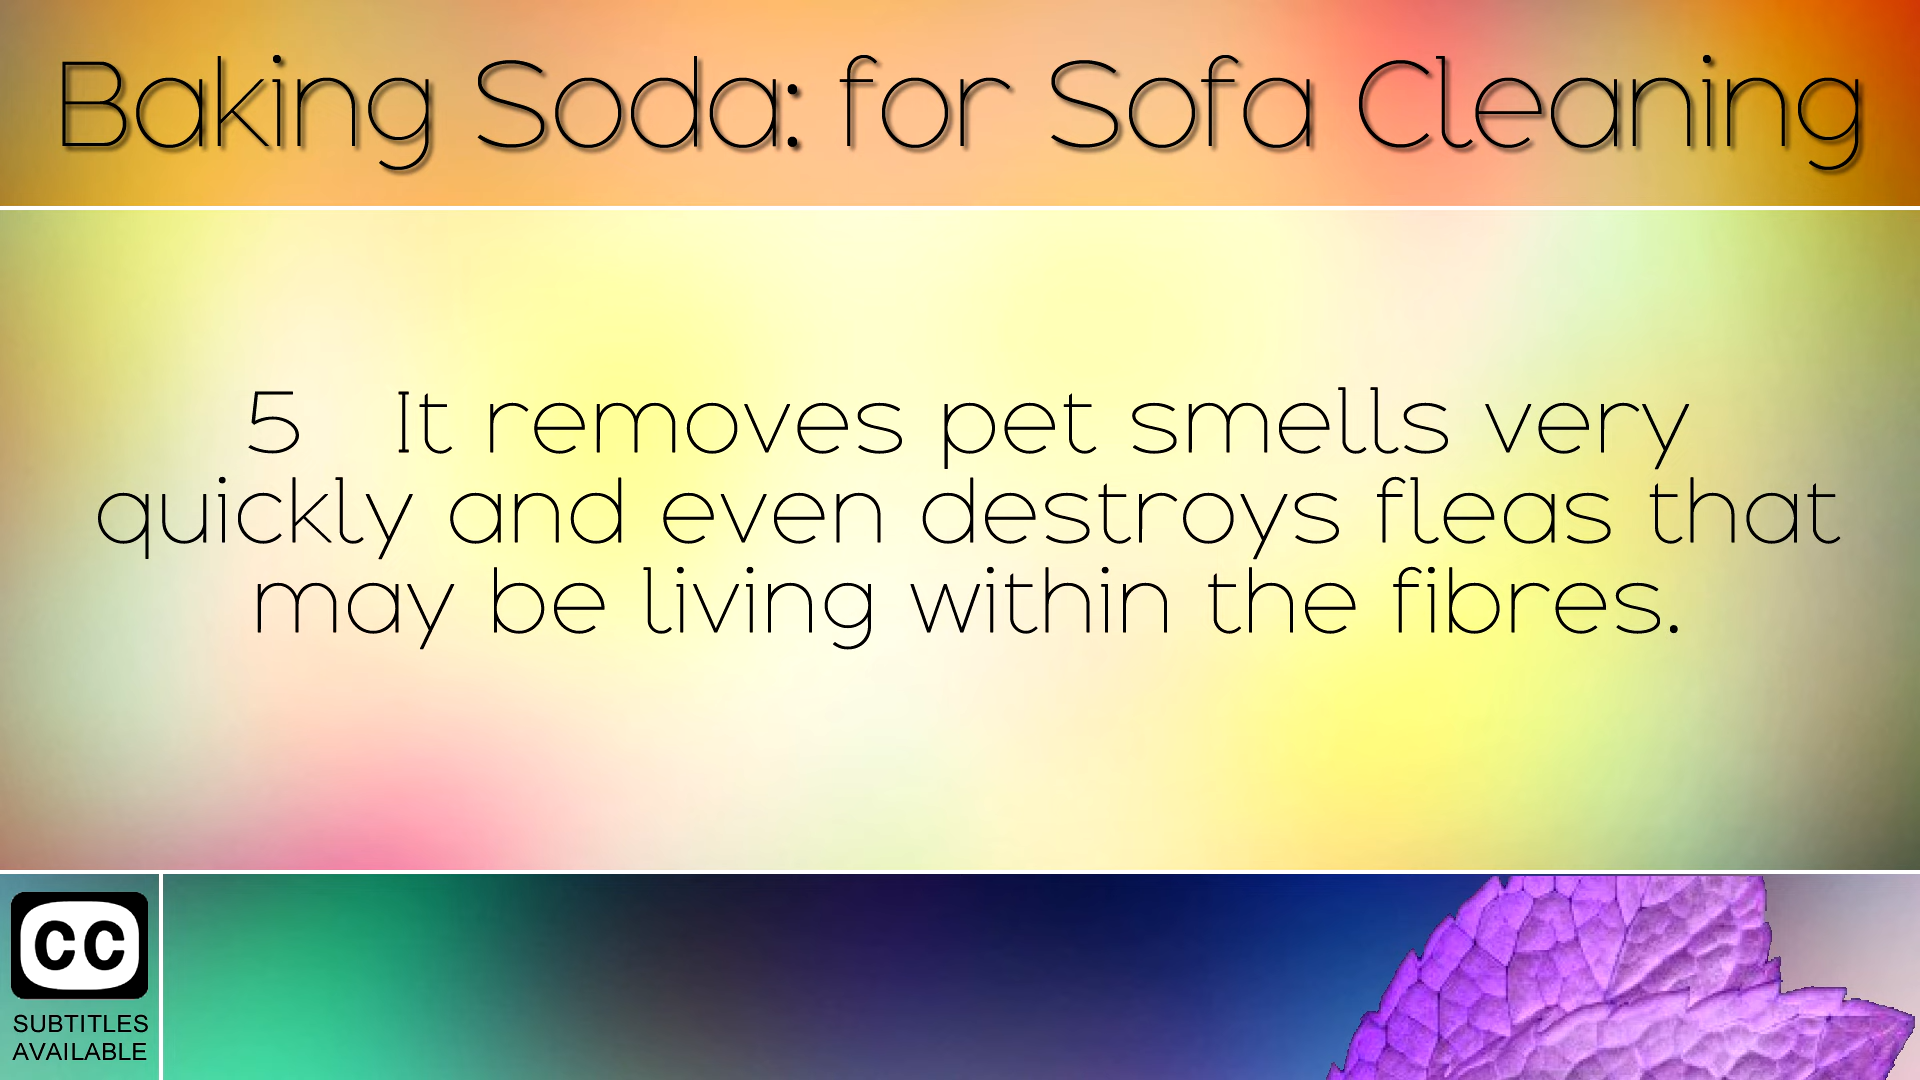 Baking Soda: for Sofa Cleaning
5 It removes pet smells very
quickly and even destroys fleas that
may be living within the fibres.
CC
SUBTITLES
AVAILABLE